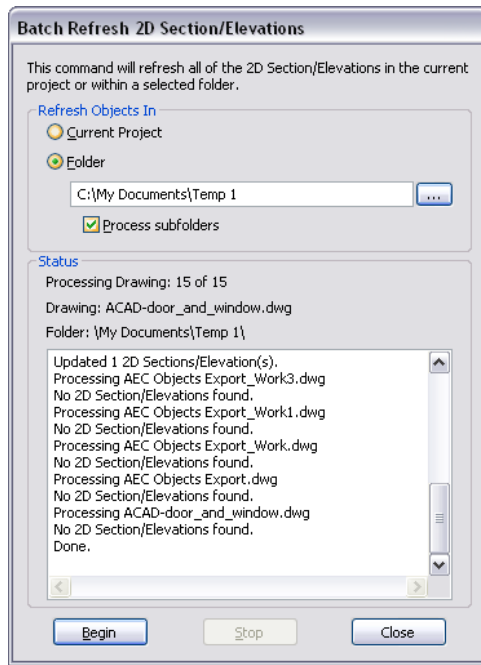 Batch Refresh 2D Section/Elevations
This command will refresh all of the 2D Section/Elevations in the current
project or within a selected folder.
Refresh Objects In
Current Project
Folder
C:\My Documents\Temp 1
...
Process subfolders
Status
Processing Drawing: 15 of 15
Drawing: ACAD-door_and_window.dwg
Folder: \My Documents\Temp 1\
Updated 1 2D Sections/Elevation(s).
Processing AEC Objects Export_Work3.dwg
No 2D Section/Elevations found.
Processing AEC Objects Export_Work1.dwg
No 2D Section/Elevations found.
Processing AEC Objects Export_Work.dwg
No 2D Section/Elevations found.
Processing AEC Objects Export.dwg
No 2D Section/Elevations found.
Processing ACAD-door_and_window.dwg
No 2D Section/Elevations found.
Done.
Begin Stop Close